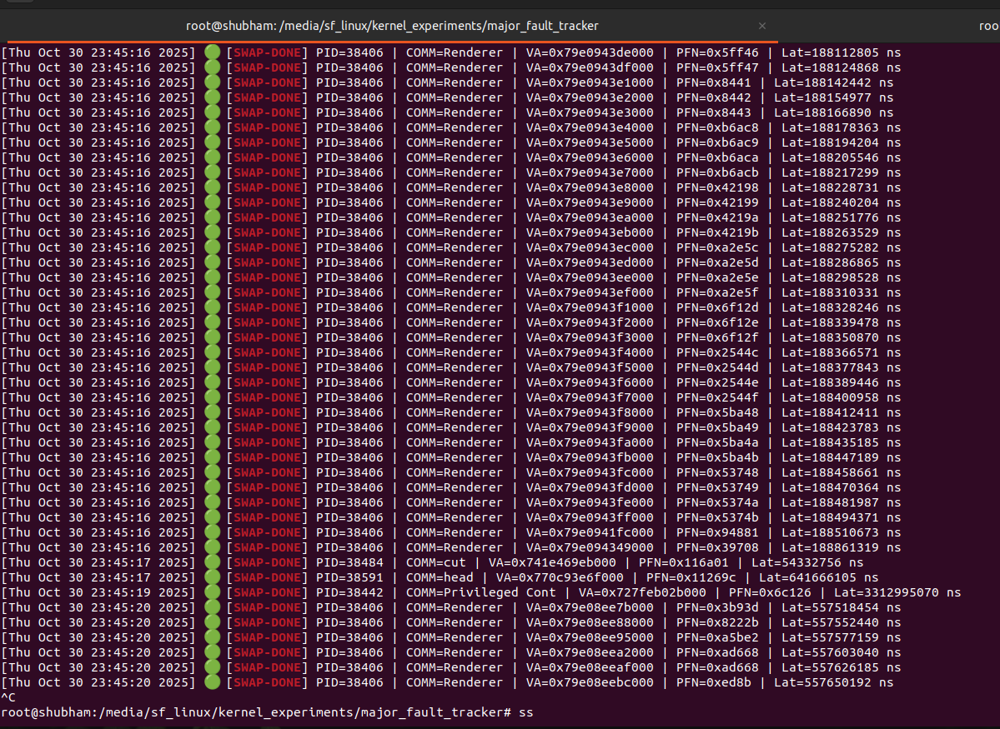 root@shubham: /media/sf_linux/kernel_experiments/major_fault_tracker × roo
[Thu Oct 30 23:45:16 2025] 🟢 [SWAP-DONE] PID=38406 | COMM=Renderer | VA=0x79e0943de000 | PFN=0x5ff46 | Lat=188112805 ns
[Thu Oct 30 23:45:16 2025] 🟢 [SWAP-DONE] PID=38406 | COMM=Renderer | VA=0x79e0943df000 | PFN=0x5ff47 | Lat=188124868 ns
[Thu Oct 30 23:45:16 2025] 🟢 [SWAP-DONE] PID=38406 | COMM=Renderer | VA=0x79e0943e1000 | PFN=0x8441 | Lat=188142442 ns
[Thu Oct 30 23:45:16 2025] 🟢 [SWAP-DONE] PID=38406 | COMM=Renderer | VA=0x79e0943e2000 | PFN=0x8442 | Lat=188154977 ns
[Thu Oct 30 23:45:16 2025] 🟢 [SWAP-DONE] PID=38406 | COMM=Renderer | VA=0x79e0943e3000 | PFN=0x8443 | Lat=188166890 ns
[Thu Oct 30 23:45:16 2025] 🟢 [SWAP-DONE] PID=38406 | COMM=Renderer | VA=0x79e0943e4000 | PFN=0xb6ac8 | Lat=188178363 ns
[Thu Oct 30 23:45:16 2025] 🟢 [SWAP-DONE] PID=38406 | COMM=Renderer | VA=0x79e0943e5000 | PFN=0xb6ac9 | Lat=188194204 ns
[Thu Oct 30 23:45:16 2025] 🟢 [SWAP-DONE] PID=38406 | COMM=Renderer | VA=0x79e0943e6000 | PFN=0xb6aca | Lat=188205546 ns
[Thu Oct 30 23:45:16 2025] 🟢 [SWAP-DONE] PID=38406 | COMM=Renderer | VA=0x79e0943e7000 | PFN=0xb6acb | Lat=188217299 ns
[Thu Oct 30 23:45:16 2025] 🟢 [SWAP-DONE] PID=38406 | COMM=Renderer | VA=0x79e0943e8000 | PFN=0x42198 | Lat=188228731 ns
[Thu Oct 30 23:45:16 2025] 🟢 [SWAP-DONE] PID=38406 | COMM=Renderer | VA=0x79e0943e9000 | PFN=0x42199 | Lat=188240204 ns
[Thu Oct 30 23:45:16 2025] 🟢 [SWAP-DONE] PID=38406 | COMM=Renderer | VA=0x79e0943ea000 | PFN=0x4219a | Lat=188251776 ns
[Thu Oct 30 23:45:16 2025] 🟢 [SWAP-DONE] PID=38406 | COMM=Renderer | VA=0x79e0943eb000 | PFN=0x4219b | Lat=188263529 ns
[Thu Oct 30 23:45:16 2025] 🟢 [SWAP-DONE] PID=38406 | COMM=Renderer | VA=0x79e0943ec000 | PFN=0xa2e5c | Lat=188275282 ns
[Thu Oct 30 23:45:16 2025] 🟢 [SWAP-DONE] PID=38406 | COMM=Renderer | VA=0x79e0943ed000 | PFN=0xa2e5d | Lat=188286865 ns
[Thu Oct 30 23:45:16 2025] 🟢 [SWAP-DONE] PID=38406 | COMM=Renderer | VA=0x79e0943ee000 | PFN=0xa2e5e | Lat=188298528 ns
[Thu Oct 30 23:45:16 2025] 🟢 [SWAP-DONE] PID=38406 | COMM=Renderer | VA=0x79e0943ef000 | PFN=0xa2e5f | Lat=188310331 ns
[Thu Oct 30 23:45:16 2025] 🟢 [SWAP-DONE] PID=38406 | COMM=Renderer | VA=0x79e0943f1000 | PFN=0x6f12d | Lat=188328246 ns
[Thu Oct 30 23:45:16 2025] 🟢 [SWAP-DONE] PID=38406 | COMM=Renderer | VA=0x79e0943f2000 | PFN=0x6f12e | Lat=188339478 ns
[Thu Oct 30 23:45:16 2025] 🟢 [SWAP-DONE] PID=38406 | COMM=Renderer | VA=0x79e0943f3000 | PFN=0x6f12f | Lat=188350870 ns
[Thu Oct 30 23:45:16 2025] 🟢 [SWAP-DONE] PID=38406 | COMM=Renderer | VA=0x79e0943f4000 | PFN=0x2544c | Lat=188366571 ns
[Thu Oct 30 23:45:16 2025] 🟢 [SWAP-DONE] PID=38406 | COMM=Renderer | VA=0x79e0943f5000 | PFN=0x2544d | Lat=188377843 ns
[Thu Oct 30 23:45:16 2025] 🟢 [SWAP-DONE] PID=38406 | COMM=Renderer | VA=0x79e0943f6000 | PFN=0x2544e | Lat=188389446 ns
[Thu Oct 30 23:45:16 2025] 🟢 [SWAP-DONE] PID=38406 | COMM=Renderer | VA=0x79e0943f7000 | PFN=0x2544f | Lat=188400958 ns
[Thu Oct 30 23:45:16 2025] 🟢 [SWAP-DONE] PID=38406 | COMM=Renderer | VA=0x79e0943f8000 | PFN=0x5ba48 | Lat=188412411 ns
[Thu Oct 30 23:45:16 2025] 🟢 [SWAP-DONE] PID=38406 | COMM=Renderer | VA=0x79e0943f9000 | PFN=0x5ba49 | Lat=188423783 ns
[Thu Oct 30 23:45:16 2025] 🟢 [SWAP-DONE] PID=38406 | COMM=Renderer | VA=0x79e0943fa000 | PFN=0x5ba4a | Lat=188435185 ns
[Thu Oct 30 23:45:16 2025] 🟢 [SWAP-DONE] PID=38406 | COMM=Renderer | VA=0x79e0943fb000 | PFN=0x5ba4b | Lat=188447189 ns
[Thu Oct 30 23:45:16 2025] 🟢 [SWAP-DONE] PID=38406 | COMM=Renderer | VA=0x79e0943fc000 | PFN=0x53748 | Lat=188458661 ns
[Thu Oct 30 23:45:16 2025] 🟢 [SWAP-DONE] PID=38406 | COMM=Renderer | VA=0x79e0943fd000 | PFN=0x53749 | Lat=188470364 ns
[Thu Oct 30 23:45:16 2025] 🟢 [SWAP-DONE] PID=38406 | COMM=Renderer | VA=0x79e0943fe000 | PFN=0x5374a | Lat=188481987 ns
[Thu Oct 30 23:45:16 2025] 🟢 [SWAP-DONE] PID=38406 | COMM=Renderer | VA=0x79e0943ff000 | PFN=0x5374b | Lat=188494371 ns
[Thu Oct 30 23:45:16 2025] 🟢 [SWAP-DONE] PID=38406 | COMM=Renderer | VA=0x79e0941fc000 | PFN=0x94881 | Lat=188510673 ns
[Thu Oct 30 23:45:16 2025] 🟢 [SWAP-DONE] PID=38406 | COMM=Renderer | VA=0x79e094349000 | PFN=0x39708 | Lat=188861319 ns
[Thu Oct 30 23:45:17 2025] 🟢 [SWAP-DONE] PID=38484 | COMM=cut | VA=0x741e469eb000 | PFN=0x116a01 | Lat=54332756 ns
[Thu Oct 30 23:45:17 2025] 🟢 [SWAP-DONE] PID=38591 | COMM=head | VA=0x770c93e6f000 | PFN=0x11269c | Lat=641666105 ns
[Thu Oct 30 23:45:19 2025] 🟢 [SWAP-DONE] PID=38442 | COMM=Privileged Cont | VA=0x727feb02b000 | PFN=0x6c126 | Lat=3312995070 ns
[Thu Oct 30 23:45:20 2025] 🟢 [SWAP-DONE] PID=38406 | COMM=Renderer | VA=0x79e08ee7b000 | PFN=0x3b93d | Lat=557518454 ns
[Thu Oct 30 23:45:20 2025] 🟢 [SWAP-DONE] PID=38406 | COMM=Renderer | VA=0x79e08ee88000 | PFN=0x8222b | Lat=557552440 ns
[Thu Oct 30 23:45:20 2025] 🟢 [SWAP-DONE] PID=38406 | COMM=Renderer | VA=0x79e08ee95000 | PFN=0xa5be2 | Lat=557577159 ns
[Thu Oct 30 23:45:20 2025] 🟢 [SWAP-DONE] PID=38406 | COMM=Renderer | VA=0x79e08eea2000 | PFN=0xad668 | Lat=557603040 ns
[Thu Oct 30 23:45:20 2025] 🟢 [SWAP-DONE] PID=38406 | COMM=Renderer | VA=0x79e08eeaf000 | PFN=0xad668 | Lat=557626185 ns
[Thu Oct 30 23:45:20 2025] 🟢 [SWAP-DONE] PID=38406 | COMM=Renderer | VA=0x79e08eebc000 | PFN=0xed8b | Lat=557650192 ns
^C
root@shubham:/media/sf_linux/kernel_experiments/major_fault_tracker# ss